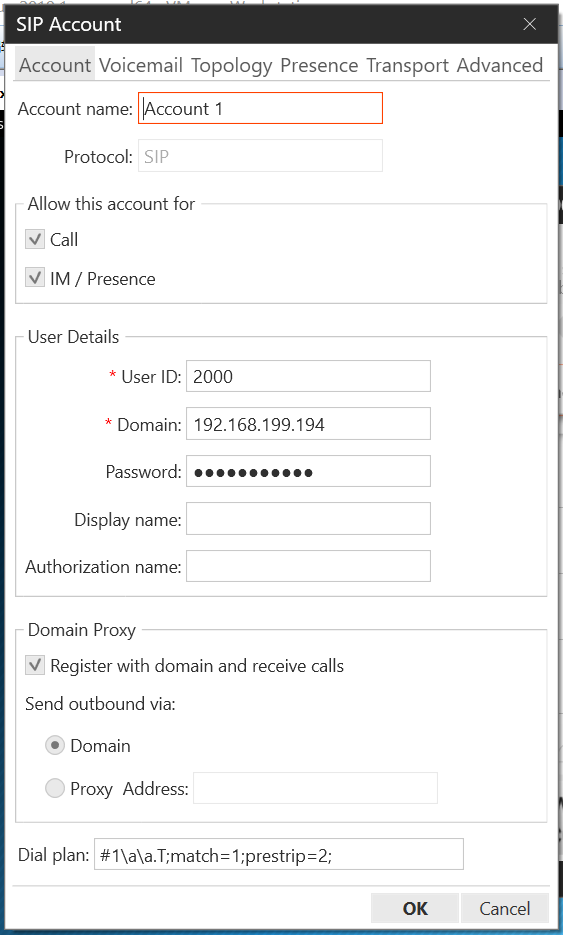 SIP Account
Account Voicemail Topology Presence Transport Advanced
Account name: Account 1
Protocol: SIP
Allow this account for
Call
IM / Presence
User Details
* User ID: 2000
* Domain: 192.168.199.194
Password: ●●●●●●●●●●●
Display name:
Authorization name:
Domain Proxy
Register with domain and receive calls
Send outbound via:
Domain
Proxy Address:
Dial plan: #1\a\a.T;match=1;prestrip=2;
OK Cancel